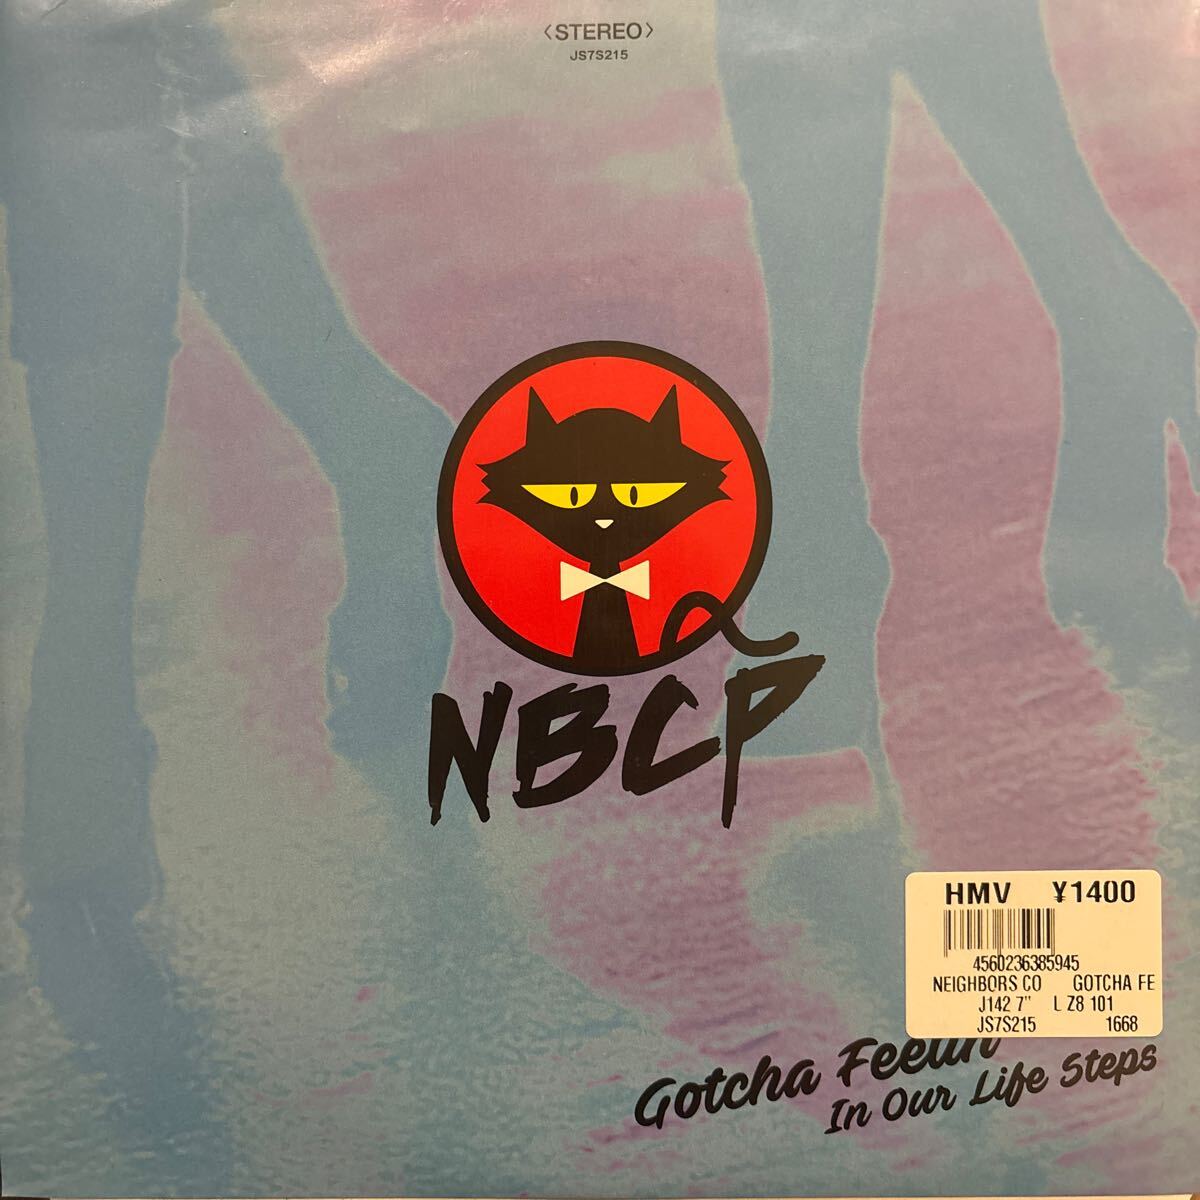 〈STEREO〉
JS7S215
NBCP
HMV ¥1400
4560236385945
NEIGHBORS CO GOTCHA FE
J142 7" L Z8 101
JS7S215 1668
Gotcha Feelin
In Our Life Steps